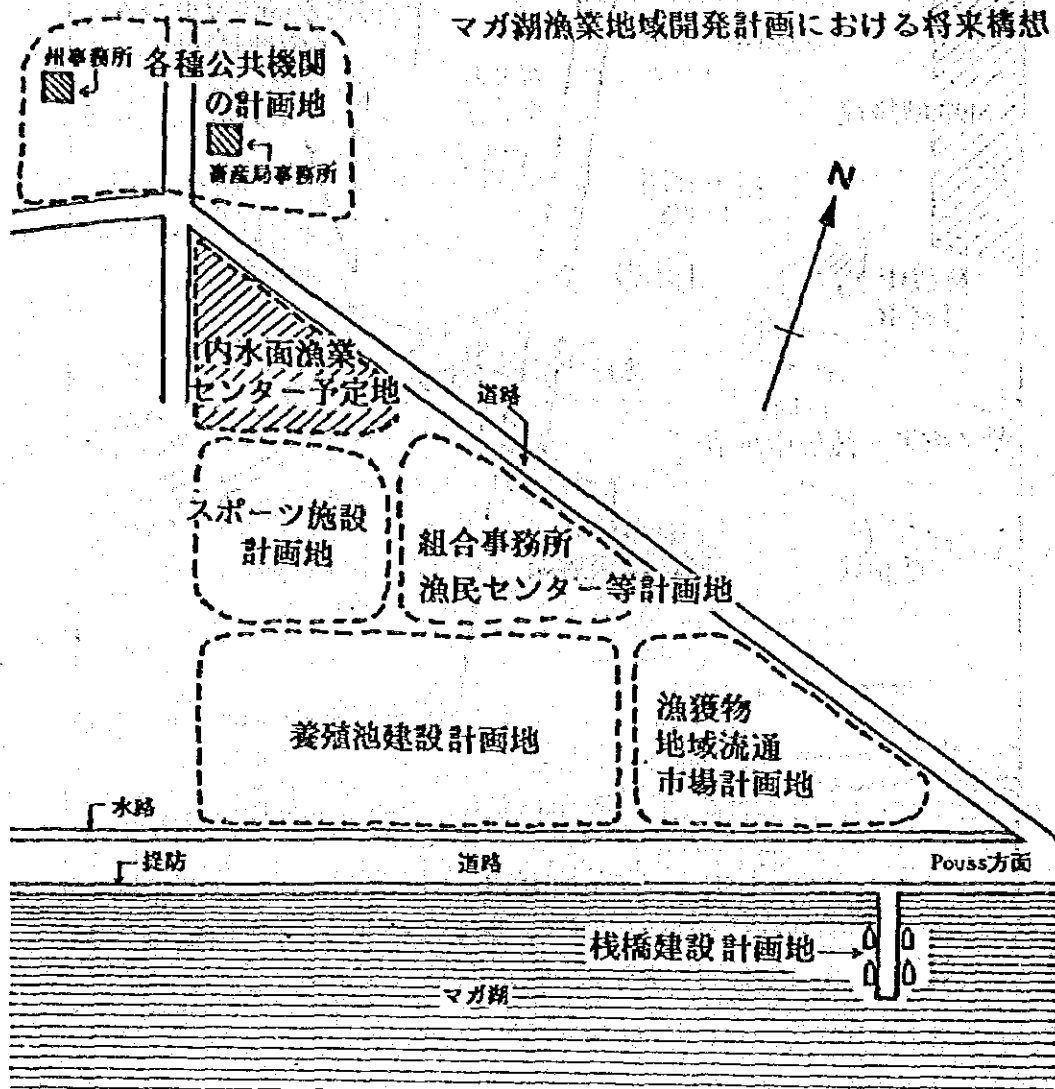 マガ湖漁業地域開発計画における将来構想
州事務所
各種公共機関
の計画地
畜産局事務所
N
内水面漁業
センター予定地
道路
スポーツ施設
計画地
組合事務所
漁民センター等計画地
養殖池建設計画地
漁獲物
地域流通
市場計画地
水路
堤防
道路
Pouss方面
桟橋建設計画地
マガ湖